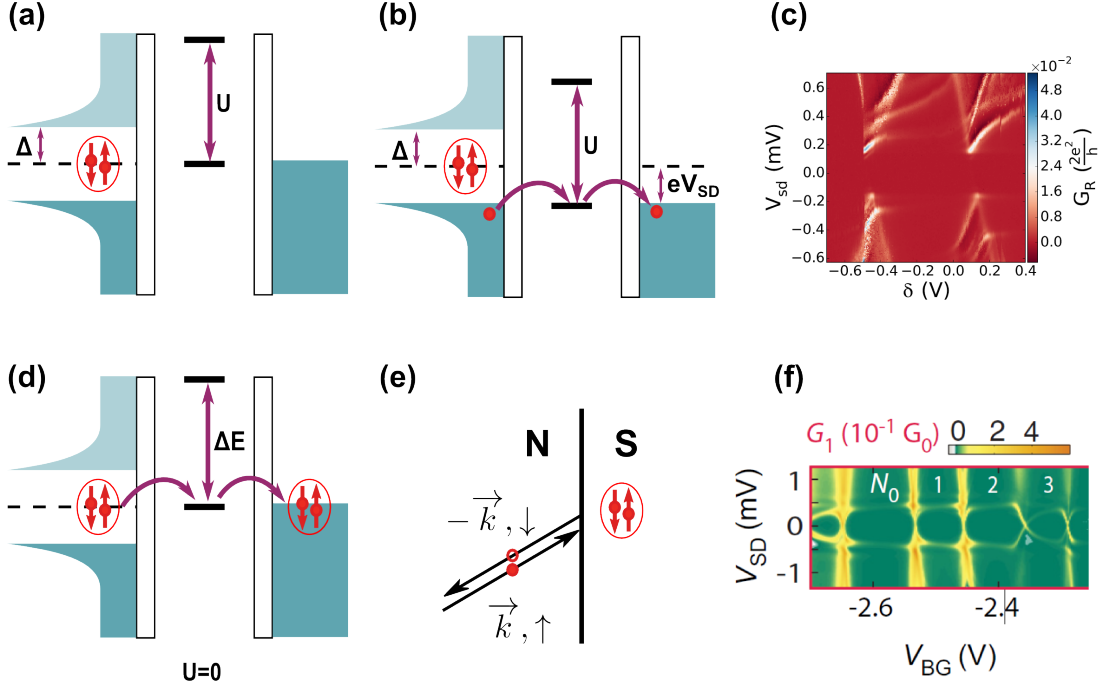 (a)
U
Δ
(b)
U
Δ
eV_SD
(c)
V_sd (mV)
0.6
0.4
0.2
0.0
−0.2
−0.4
−0.6
−0.6 −0.4 −0.2 0.0 0.2 0.4
δ (V)
×10⁻²
4.8
4.0
3.2
2.4
1.6
0.8
0.0
G_R (2e²/h)
(d)
ΔE
U=0
(e)
N S
−k⃗ ,↓
k⃗ ,↑
(f)
G₁ (10⁻¹ G₀) 0 2 4
V_SD (mV)
1
0
-1
N₀ 1 2 3
-2.6 -2.4
V_BG (V)